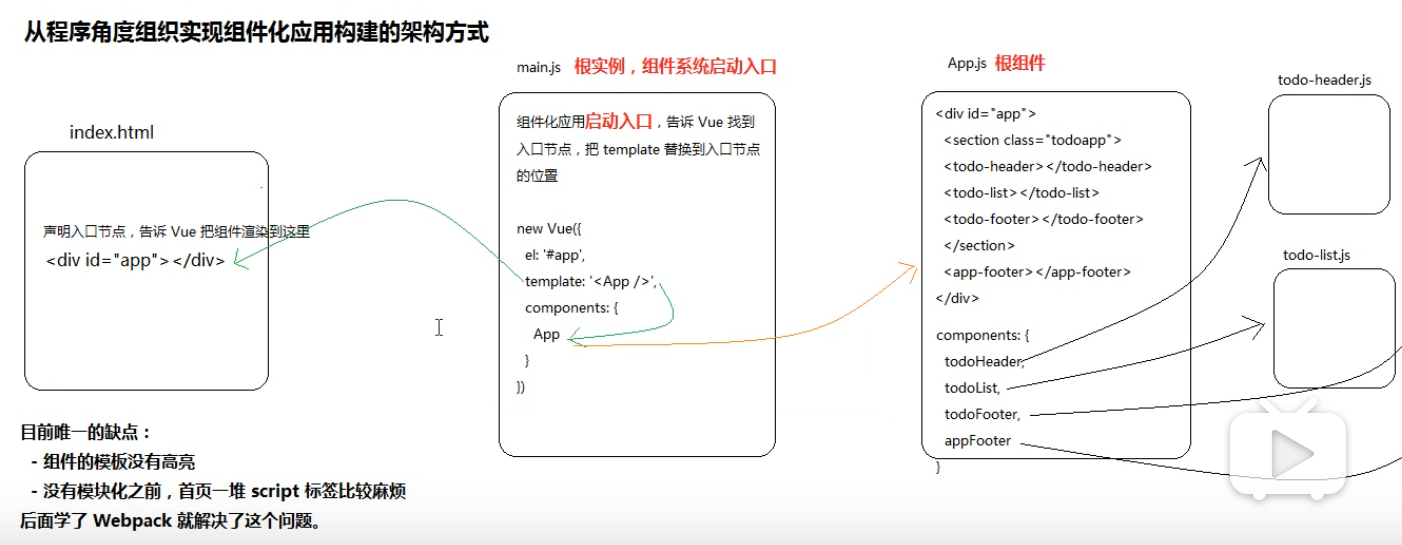 从程序角度组织实现组件化应用构建的架构方式
index.html
声明入口节点，告诉 Vue 把组件渲染到这里
<div id="app"></div>
main.js 根实例，组件系统启动入口
组件化应用启动入口，告诉 Vue 找到
入口节点，把 template 替换到入口节点
的位置
new Vue({
el: '#app',
template: '<App />',
components: {
App
}
})
App.js 根组件
<div id="app">
<section class="todoapp">
<todo-header></todo-header>
<todo-list></todo-list>
<todo-footer></todo-footer>
</section>
<app-footer></app-footer>
</div>
components: {
todoHeader,
todoList,
todoFooter,
appFooter
}
todo-header.js
todo-list.js
目前唯一的缺点：
- 组件的模板没有高亮
- 没有模块化之前，首页一堆 script 标签比较麻烦
后面学了 Webpack 就解决了这个问题。